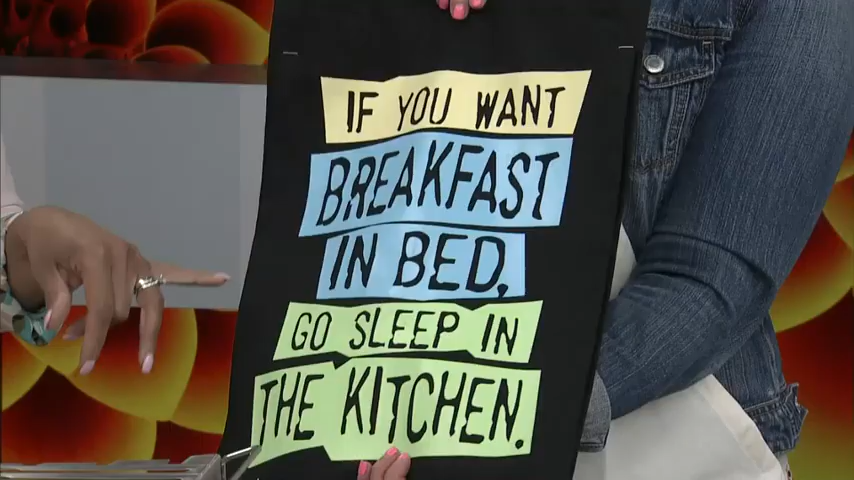 IF YOU WANT
BREAKFAST
IN BED,
GO SLEEP IN
THE KITCHEN.